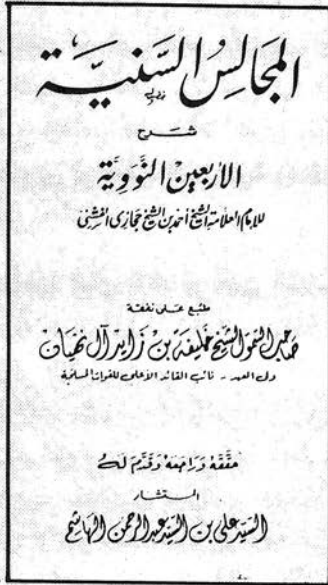 المجالس السنية
شرح
الأربعين النووية
للإمام العلامة الشيخ أحمد بن الشيخ حجازي الفشني
طبع على نفقة
صاحب السمو الشيخ خليفة بن زايد آل نهيان
ولي العهد - نائب القائد الأعلى للقوات المسلحة
حققه وراجعه وقدم له
المستشار
السيد علي بن السيد عبد الرحمن الهاشم